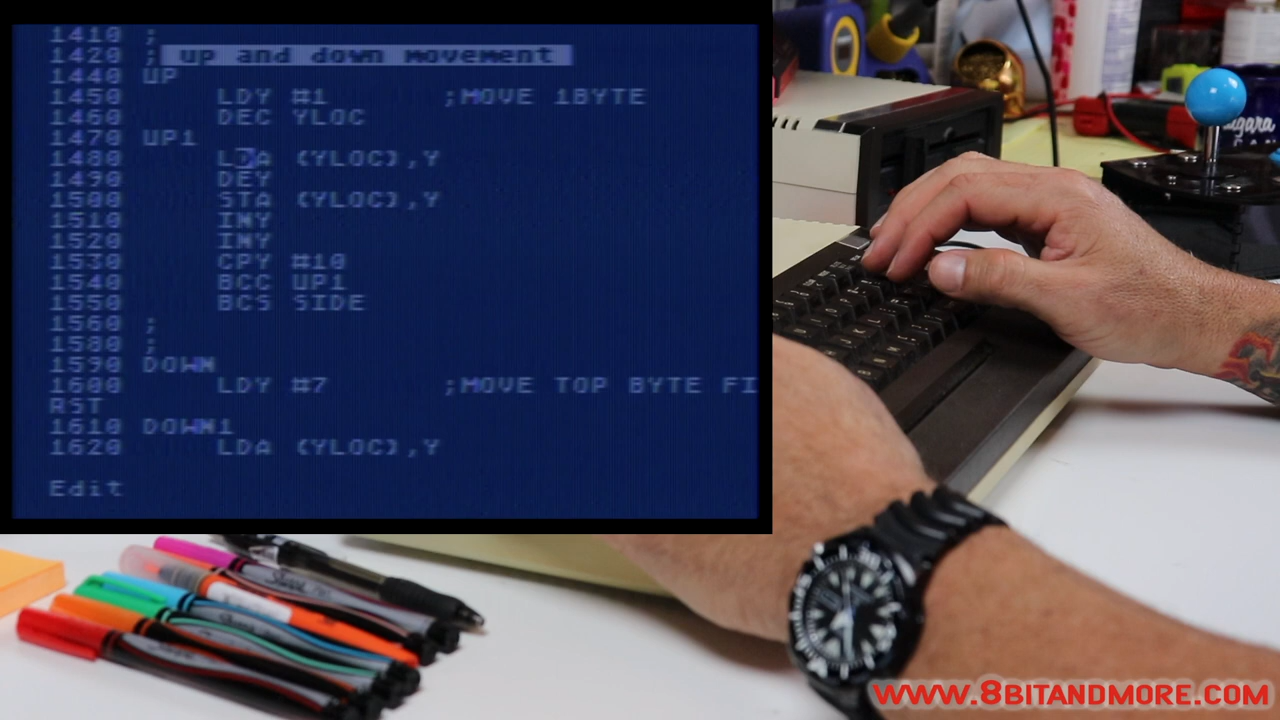 1410 ;
1420 ; up and down movement
1440 UP
1450 LDY #1 ;MOVE 1BYTE
1460 DEC YLOC
1470 UP1
1480 LDA (YLOC),Y
1490 DEY
1500 STA (YLOC),Y
1510 INY
1520 INY
1530 CPY #10
1540 BCC UP1
1550 BCS SIDE
1560 ;
1580 ;
1590 DOWN
1600 LDY #7 ;MOVE TOP BYTE FI
RST
1610 DOWN1
1620 LDA (YLOC),Y
Edit
www.8bitandmore.com